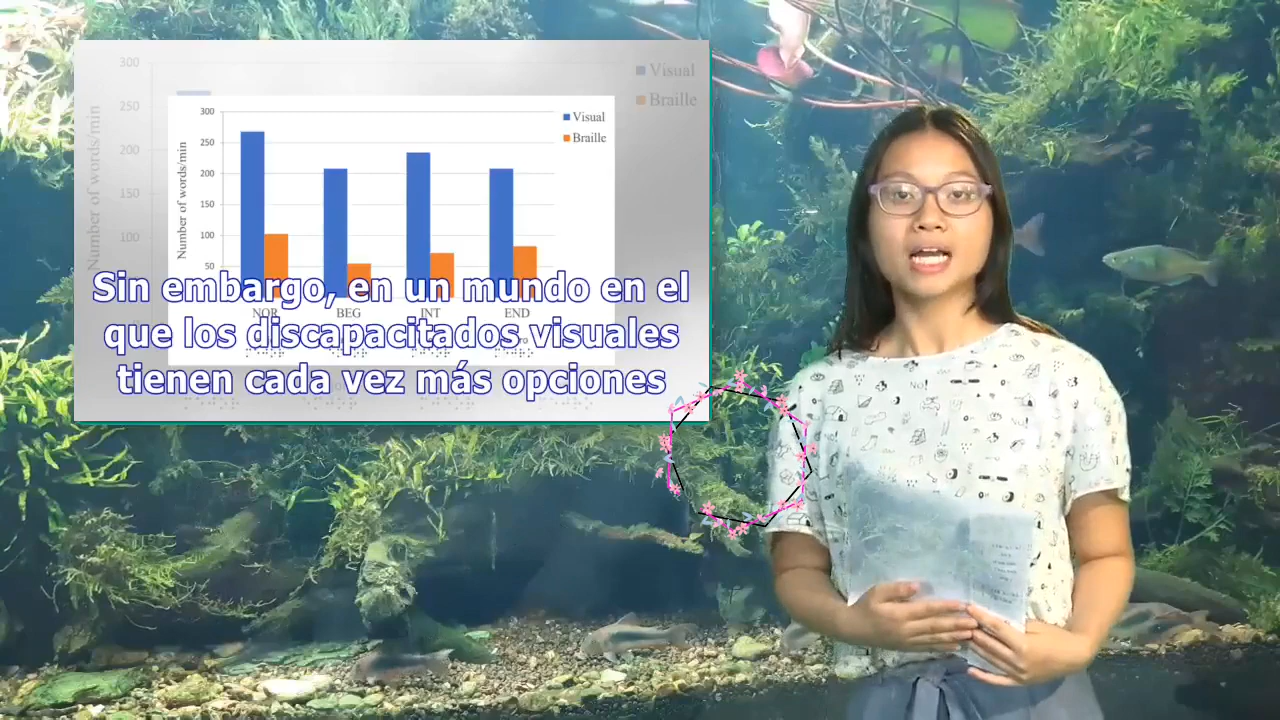 300
250
200
150
100
Number of words/min
Visual
Braille
300
250
200
150
100
50
Number of words/min
Visual
Braille
NOR
BEG
INT
END
Sin embargo, en un mundo en el
que los discapacitados visuales
tienen cada vez más opciones
NO!